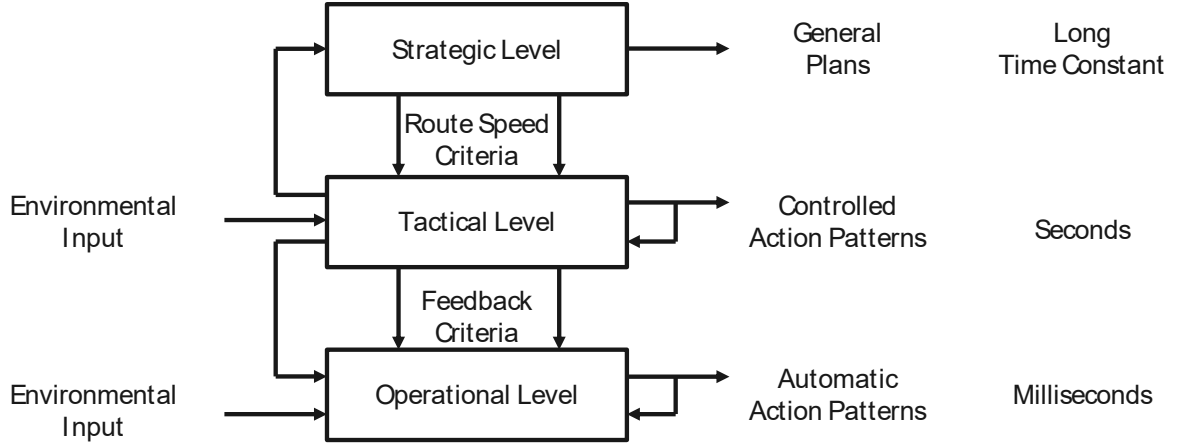 Strategic Level
General
Plans
Long
Time Constant
Route Speed
Criteria
Environmental
Input
Tactical Level
Controlled
Action Patterns
Seconds
Feedback
Criteria
Environmental
Input
Operational Level
Automatic
Action Patterns
Milliseconds